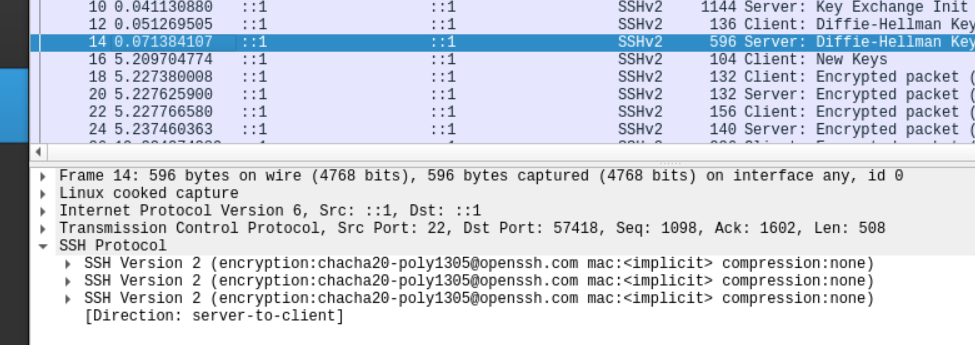 10 0.041130880 ::1 ::1 SSHv2 1144 Server: Key Exchange Init
12 0.051269505 ::1 ::1 SSHv2 136 Client: Diffie-Hellman Key
14 0.071384107 ::1 ::1 SSHv2 596 Server: Diffie-Hellman Key
16 5.209704774 ::1 ::1 SSHv2 104 Client: New Keys
18 5.227380008 ::1 ::1 SSHv2 132 Client: Encrypted packet (
20 5.227625900 ::1 ::1 SSHv2 132 Server: Encrypted packet (
22 5.227766580 ::1 ::1 SSHv2 156 Client: Encrypted packet (
24 5.237460363 ::1 ::1 SSHv2 140 Server: Encrypted packet (
Frame 14: 596 bytes on wire (4768 bits), 596 bytes captured (4768 bits) on interface any, id 0
Linux cooked capture
Internet Protocol Version 6, Src: ::1, Dst: ::1
Transmission Control Protocol, Src Port: 22, Dst Port: 57418, Seq: 1098, Ack: 1602, Len: 508
SSH Protocol
SSH Version 2 (encryption:chacha20-poly1305@openssh.com mac:<implicit> compression:none)
SSH Version 2 (encryption:chacha20-poly1305@openssh.com mac:<implicit> compression:none)
SSH Version 2 (encryption:chacha20-poly1305@openssh.com mac:<implicit> compression:none)
[Direction: server-to-client]